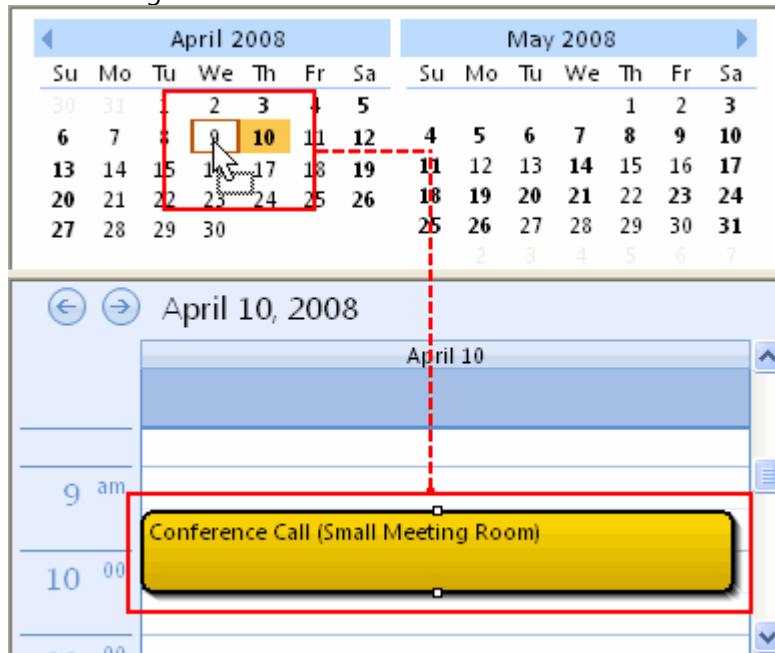 April 2008 May 2008
Su Mo Tu We Th Fr Sa Su Mo Tu We Th Fr Sa
30 31 1 2 3 4 5 1 2 3
6 7 8 9 10 11 12 4 5 6 7 8 9 10
13 14 15 16 17 18 19 11 12 13 14 15 16 17
20 21 22 23 24 25 26 18 19 20 21 22 23 24
27 28 29 30 25 26 27 28 29 30 31
2 3 4 5 6 7
April 10, 2008
April 10
9 am
Conference Call (Small Meeting Room)
10 00
00